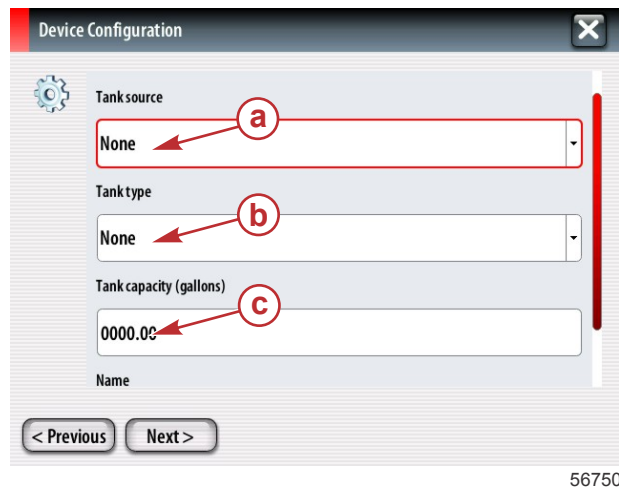 Device Configuration
X
Tank source
a
None
Tank type
b
None
Tank capacity (gallons)
c
0000.00
Name
< Previous
Next >
56750